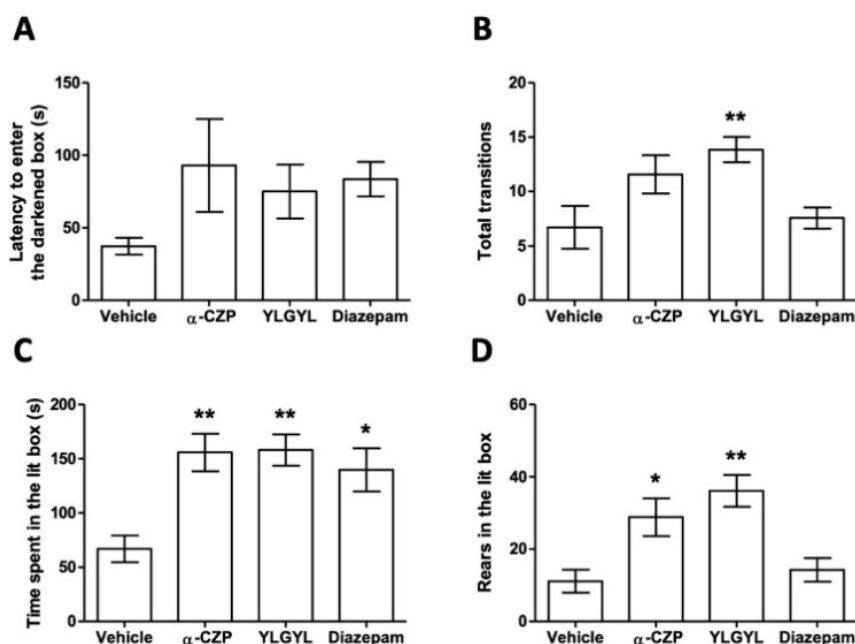 A
Latency to enter
the darkened box (s)
150
100
50
0
Vehicle α-CZP YLGYL Diazepam
B
Total transitions
20
15
10
5
0
**
Vehicle α-CZP YLGYL Diazepam
C
Time spent in the lit box (s)
200
150
100
50
0
** ** *
Vehicle α-CZP YLGYL Diazepam
D
Rears in the lit box
60
40
20
0
* **
Vehicle α-CZP YLGYL Diazepam